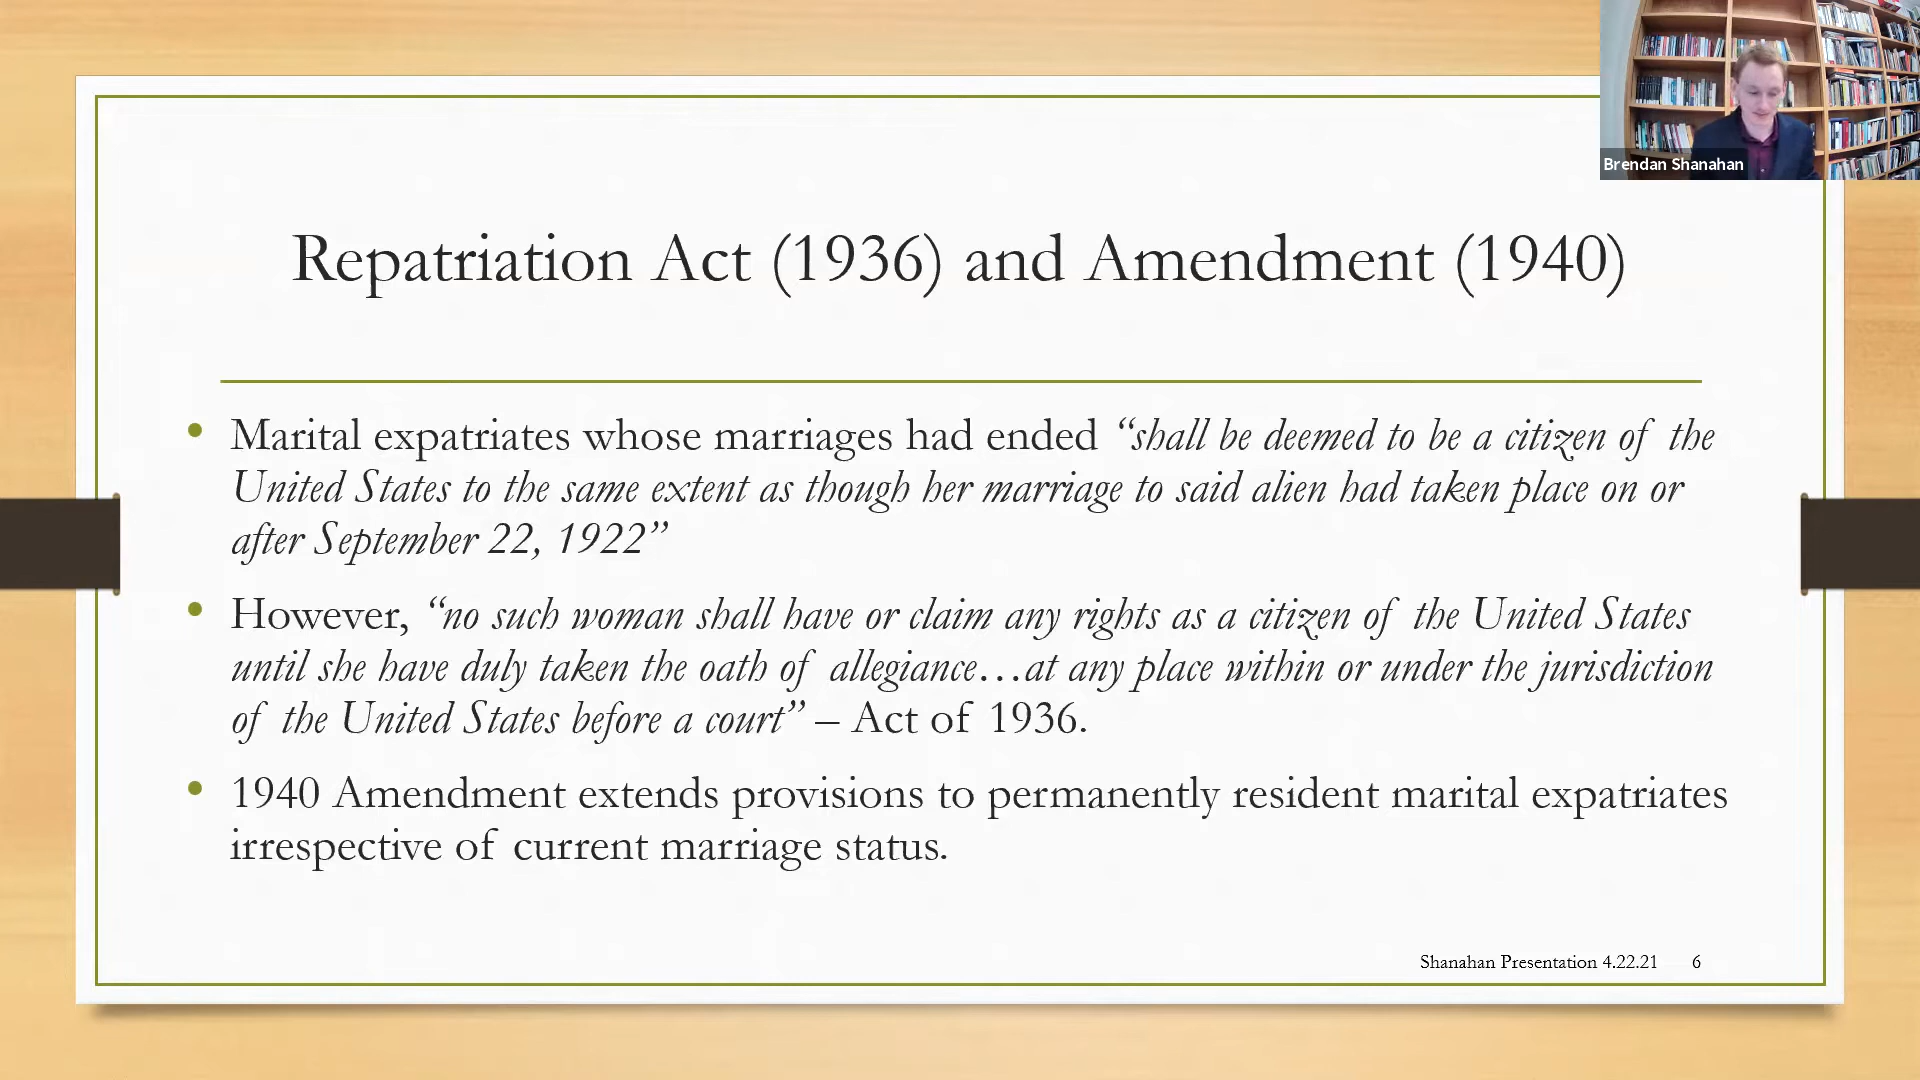 Brendan Shanahan
Repatriation Act (1936) and Amendment (1940)
• Marital expatriates whose marriages had ended “shall be deemed to be a citizen of the
United States to the same extent as though her marriage to said alien had taken place on or
after September 22, 1922”
• However, “no such woman shall have or claim any rights as a citizen of the United States
until she have duly taken the oath of allegiance…at any place within or under the jurisdiction
of the United States before a court” – Act of 1936.
• 1940 Amendment extends provisions to permanently resident marital expatriates
irrespective of current marriage status.
Shanahan Presentation 4.22.21 6